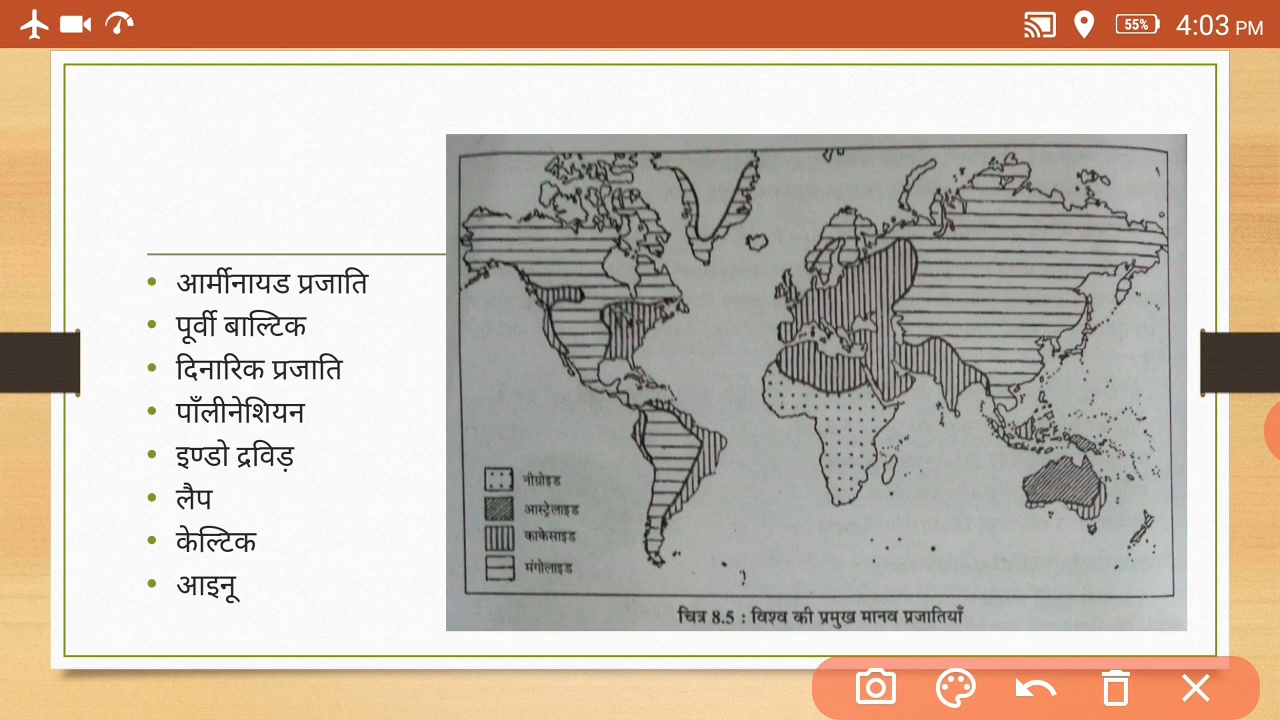 55%
4:03 PM
आर्मीनायड प्रजाति
पूर्वी बाल्टिक
दिनारिक प्रजाति
पाँलीनेशियन
इण्डो द्रविड़
लैप
केल्टिक
आइनू
नीग्रोइड
आस्ट्रेलाइड
काकेसाइड
मंगोलाइड
चित्र 8.5 : विश्व की प्रमुख मानव प्रजातियाँ